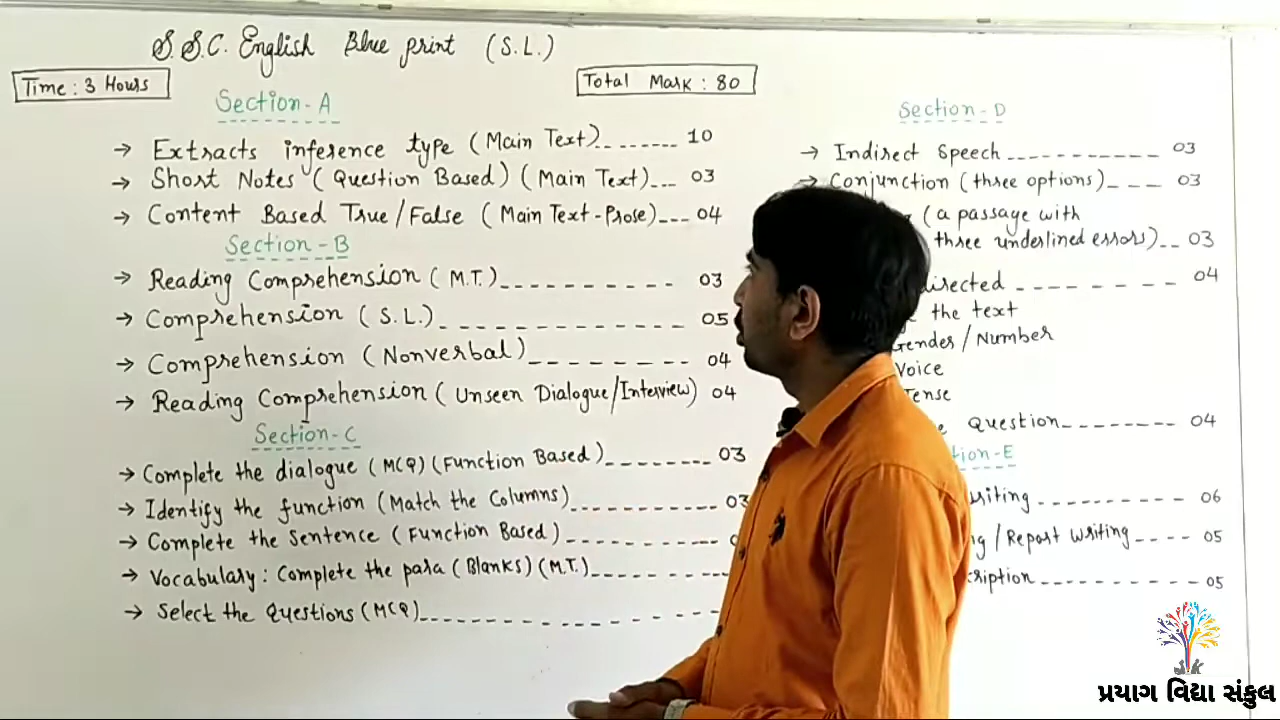 S.S.C. English Blue print (S.L.)
Time : 3 Hours
Total Mark : 80
Section - A
→ Extracts inference type (Main Text)........ 10
→ Short Notes (Question Based) (Main Text)--- 03
→ Content Based True/False (Main Text-Prose)--- 04
Section - B
→ Reading Comprehension (M.T.)---------- 03
→ Comprehension (S.L.)------------- 05
→ Comprehension (Nonverbal)-------- 04
→ Reading Comprehension (Unseen Dialogue/Interview) 04
Section-C
→ Complete the dialogue (MCQ) (Function Based)-------- 03
→ Identify the function (Match the Columns)----------- 03
→ Complete the Sentence (Function Based)-----------
→ Vocabulary : Complete the para (Blanks) (M.T.)----------
→ Select the Questions (MCQ)------------
Section - D
→ Indirect Speech----------- 03
→ Conjunction (three options)--- 03
(a passage with
three underlined errors)-- 03
directed -------- 04
the text
Gender / Number
Voice
Tense
Question-------- 04
tion-E
writing ---------- 06
/ Report writing---- 05
cription ---------- 05
પ્રયાગ વિદ્યા સંકુલ